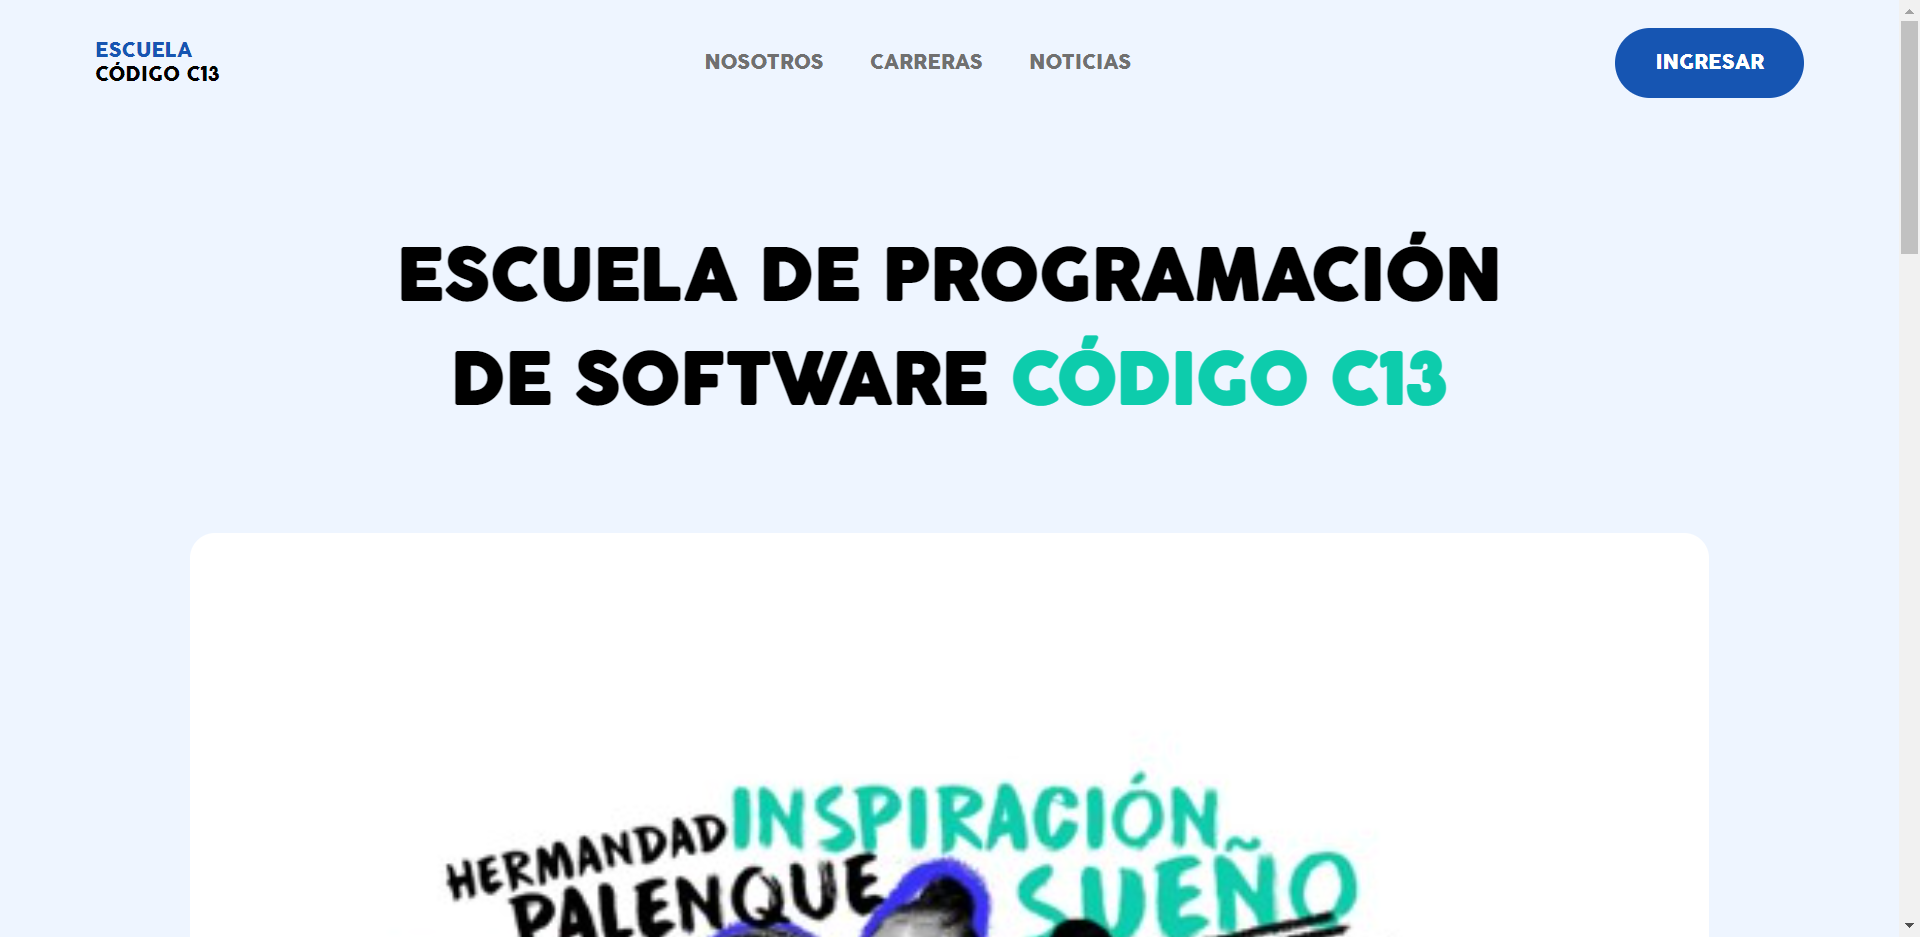 ESCUELA
CÓDIGO C13
NOSOTROS CARRERAS NOTICIAS
INGRESAR
ESCUELA DE PROGRAMACIÓN
DE SOFTWARE CÓDIGO C13
HERMANDAD INSPIRACIÓN
PALENQUE SUEÑO